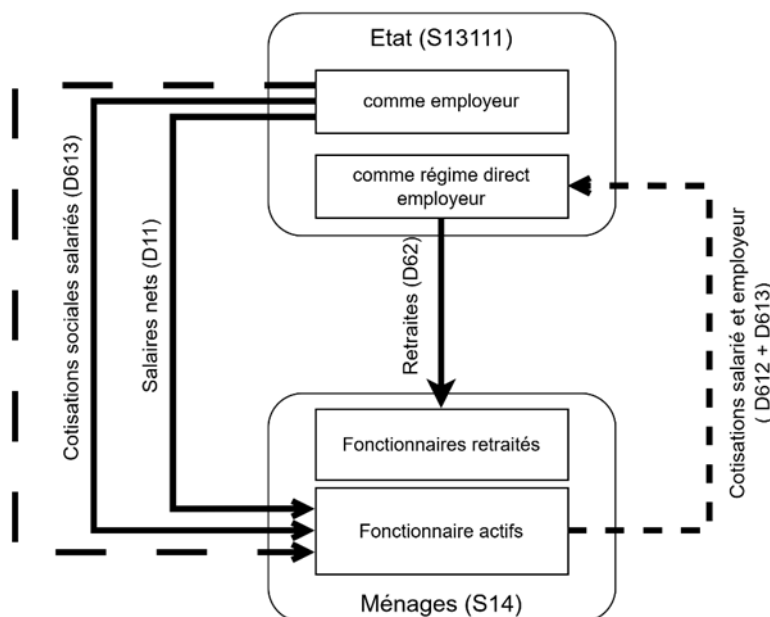 Etat (S13111)
comme employeur
comme régime direct
employeur
Cotisations sociales salariés (D613)
Salaires nets (D11)
Retraites (D62)
Cotisations salarié et employeur
( D612 + D613)
Fonctionnaires retraités
Fonctionnaire actifs
Ménages (S14)